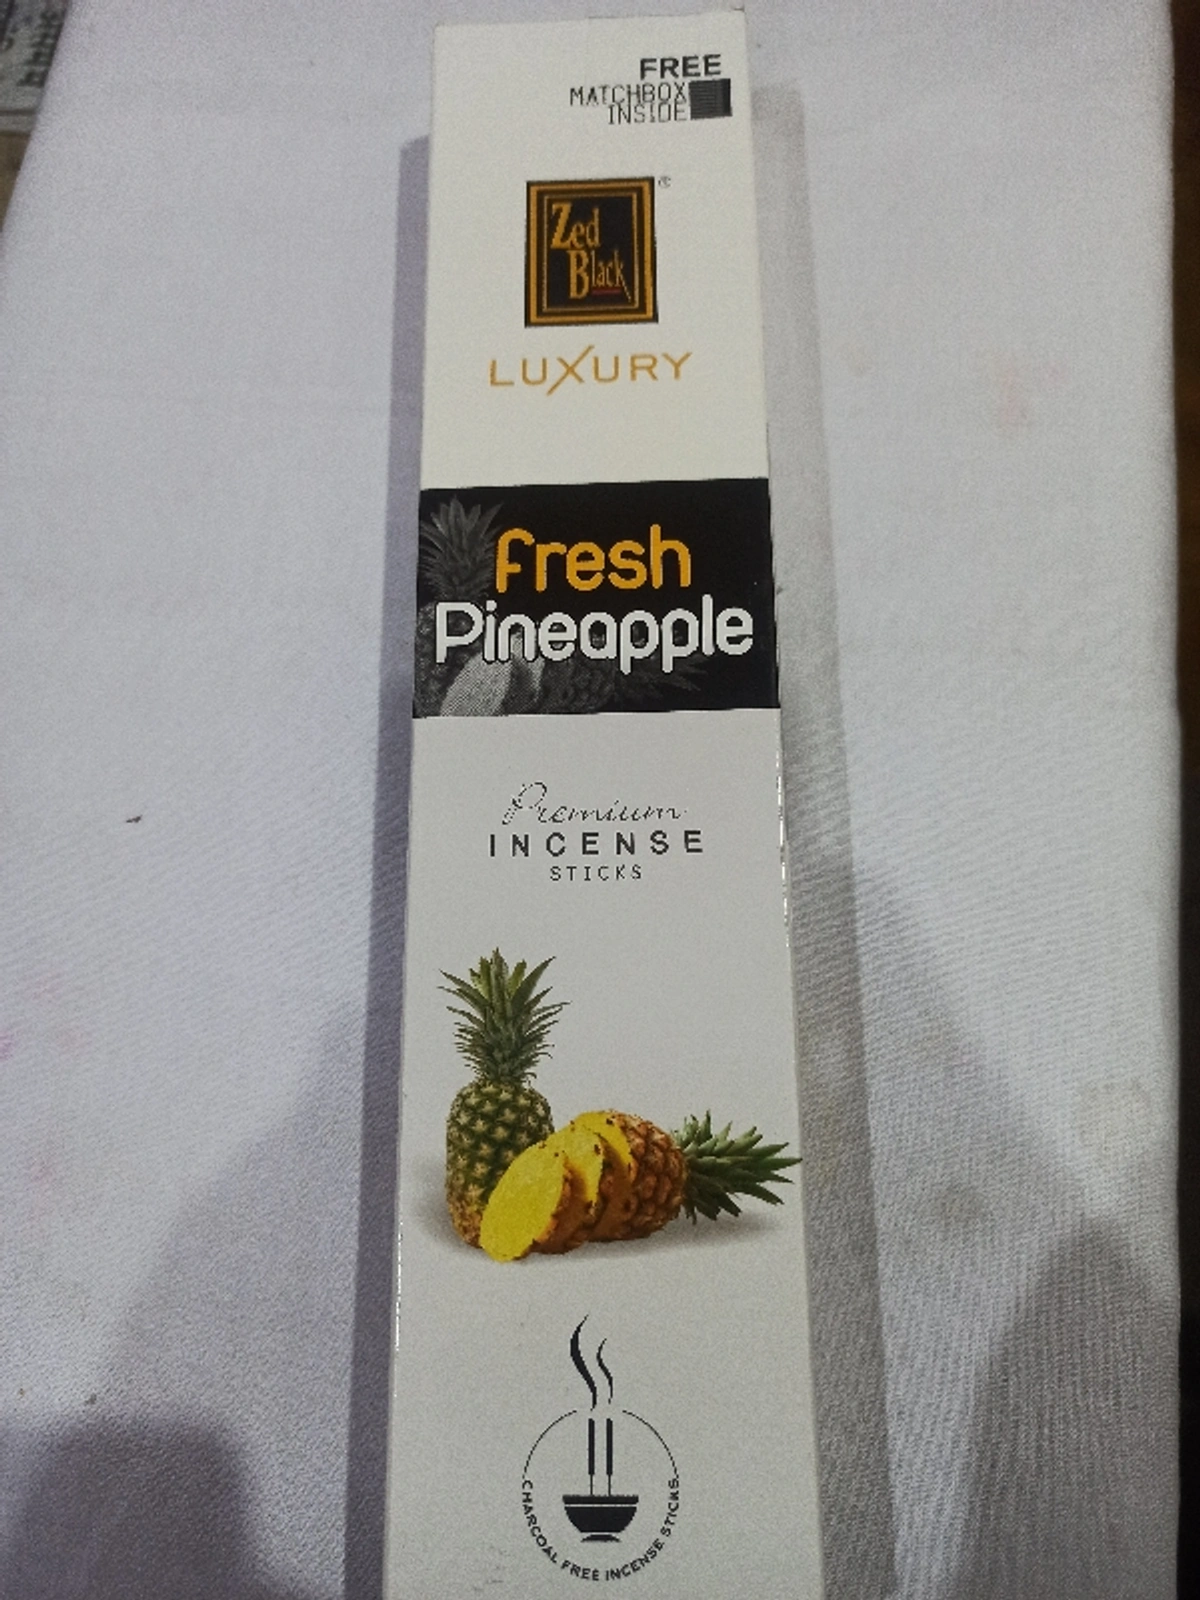 FREE
MATCHBOX
INSIDE
Zed
Black
®
LUXURY
fresh
Pineapple
Premium
INCENSE
STICKS
CHARCOAL FREE INCENSE STICKS